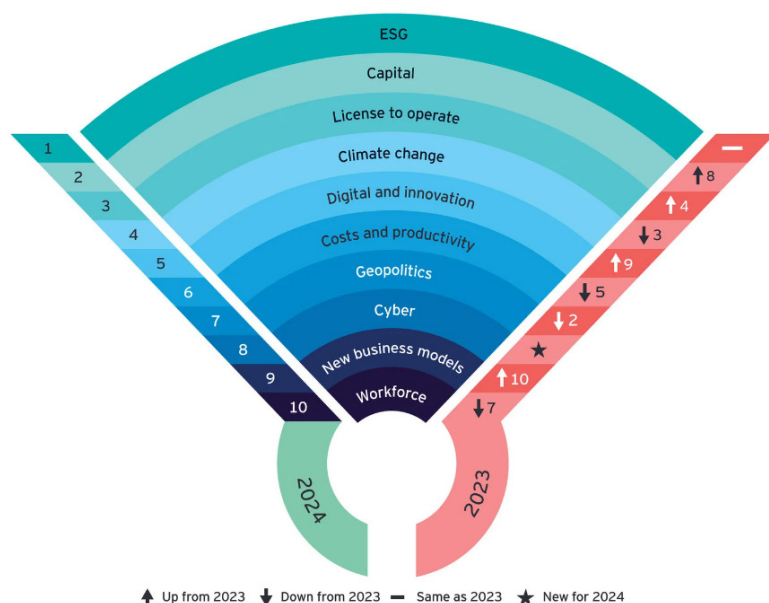 ESG
Capital
License to operate
Climate change
Digital and innovation
Costs and productivity
Geopolitics
Cyber
New business models
Workforce
1
2
3
4
5
6
7
8
9
10
2024
8
4
3
9
5
2
10
7
2023
Up from 2023
Down from 2023
Same as 2023
New for 2024